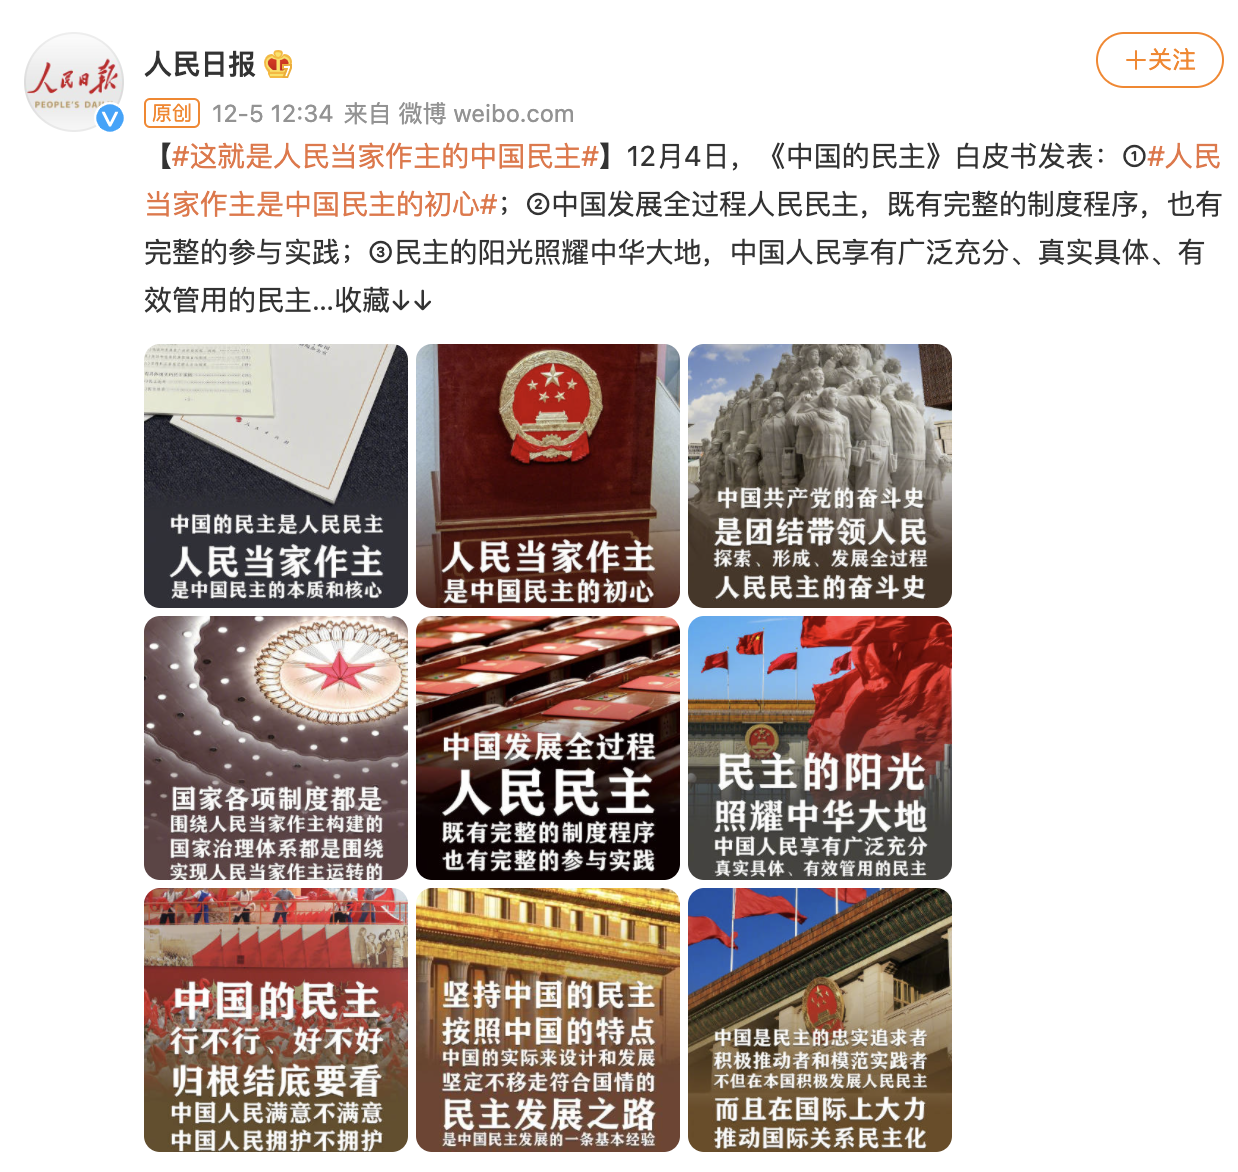 人民日报
人民日报
PEOPLE'S DAI
+关注
原创 12-5 12:34 来自 微博 weibo.com
【#这就是人民当家作主的中国民主#】12月4日，《中国的民主》白皮书发表：①#人民
当家作主是中国民主的初心#；②中国发展全过程人民民主，既有完整的制度程序，也有
完整的参与实践；③民主的阳光照耀中华大地，中国人民享有广泛充分、真实具体、有
效管用的民主...收藏↓↓
中国的民主是人民民主
人民当家作主
是中国民主的本质和核心
人民当家作主
是中国民主的初心
中国共产党的奋斗史
是团结带领人民
探索、形成、发展全过程
人民民主的奋斗史
国家各项制度都是
围绕人民当家作主构建的
国家治理体系都是围绕
实现人民当家作主运转的
中国发展全过程
人民民主
既有完整的制度程序
也有完整的参与实践
民主的阳光
照耀中华大地
中国人民享有广泛充分
真实具体、有效管用的民主
中国的民主
行不行、好不好
归根结底要看
中国人民满意不满意
中国人民拥护不拥护
坚持中国的民主
按照中国的特点
中国的实际来设计和发展
坚定不移走符合国情的
民主发展之路
是中国民主发展的一条基本经验
中国是民主的忠实追求者
积极推动者和模范实践者
不但在本国积极发展人民民主
而且在国际上大力
推动国际关系民主化